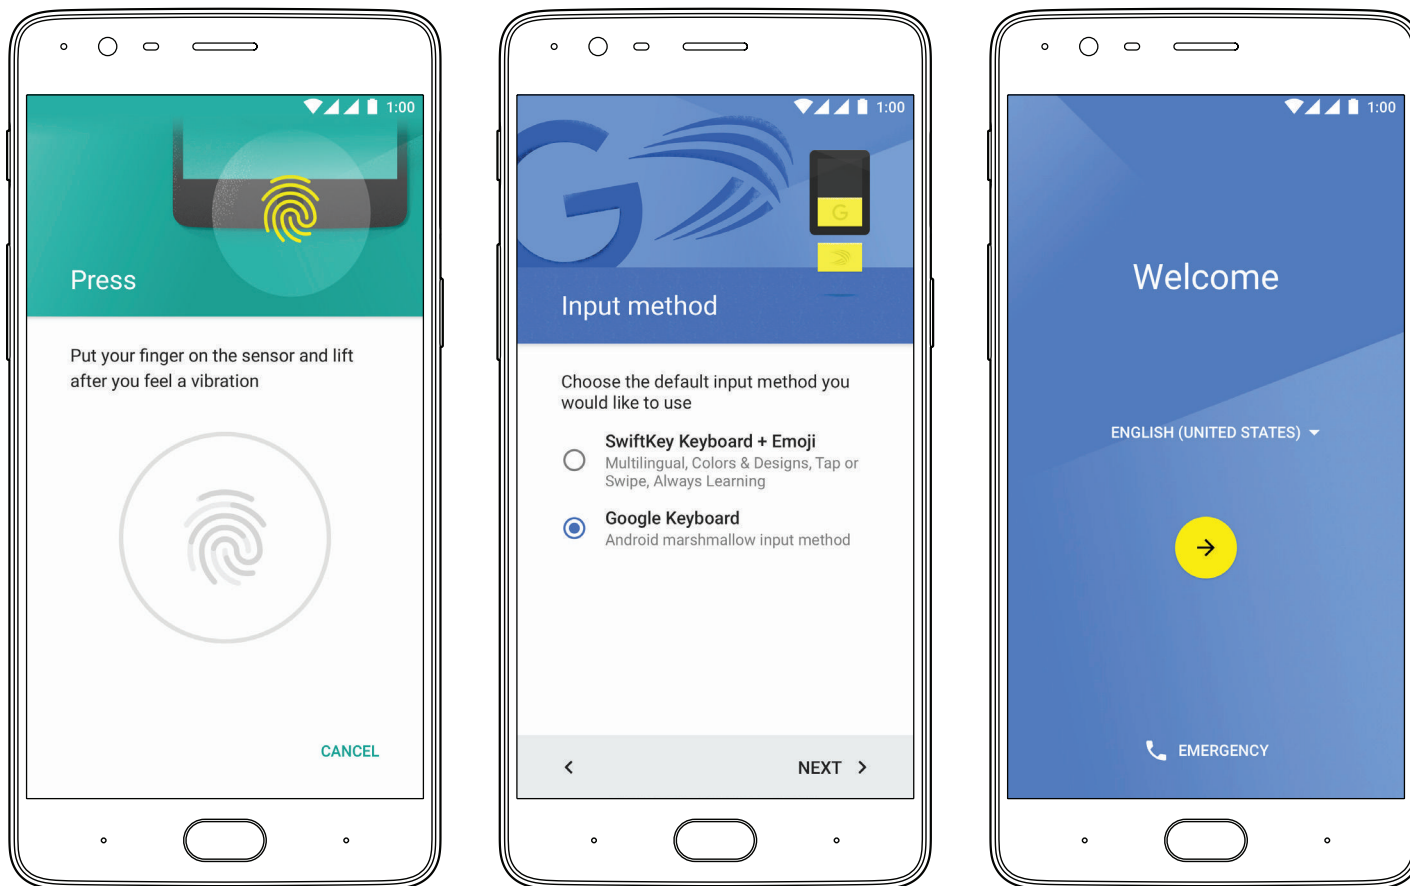 1:00
Press
Put your finger on the sensor and lift
after you feel a vibration
CANCEL
1:00
G
G
Input method
Choose the default input method you
would like to use
SwiftKey Keyboard + Emoji
Multilingual, Colors & Designs, Tap or
Swipe, Always Learning
Google Keyboard
Android marshmallow input method
NEXT
1:00
Welcome
ENGLISH (UNITED STATES)
EMERGENCY